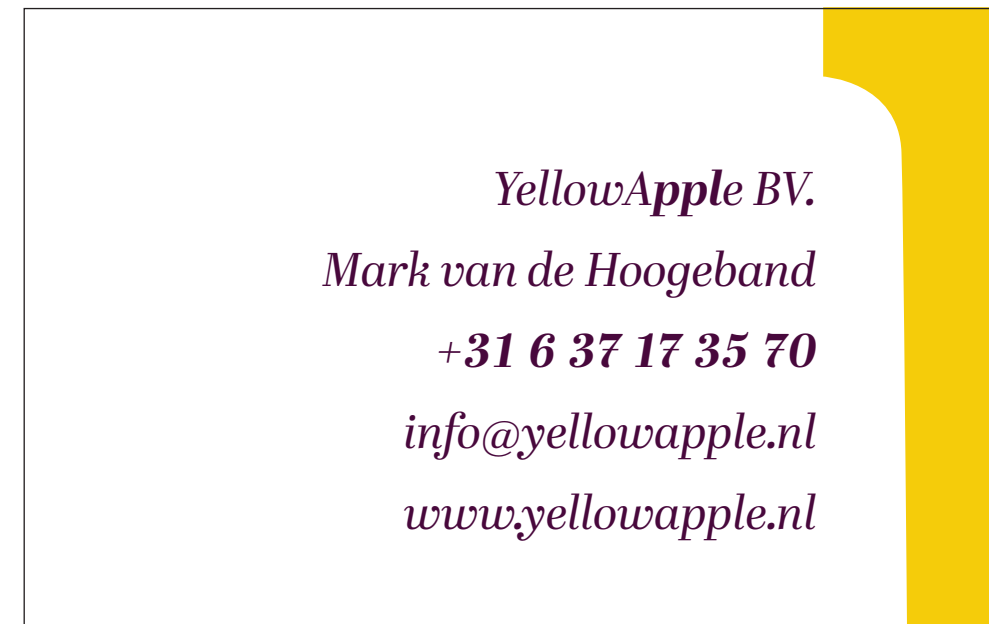 YellowApple BV.
Mark van de Hoogeband
+31 6 37 17 35 70
info@yellowapple.nl
www.yellowapple.nl